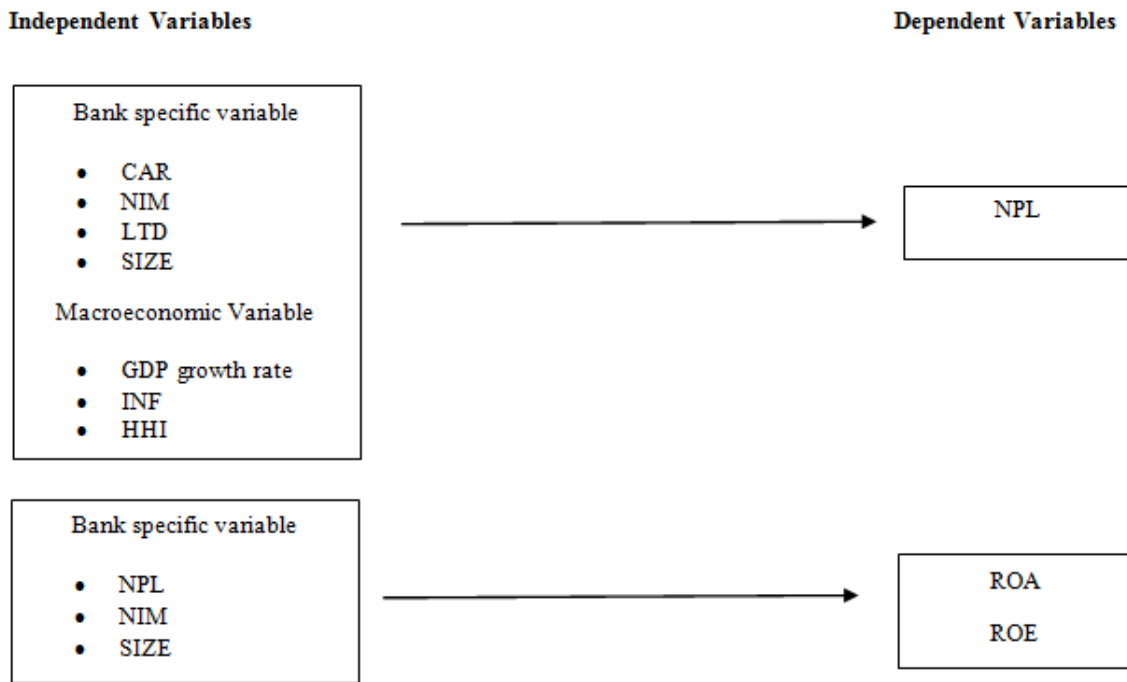 Independent Variables
Dependent Variables
Bank specific variable
• CAR
• NIM
• LTD
• SIZE
Macroeconomic Variable
• GDP growth rate
• INF
• HHI
NPL
Bank specific variable
• NPL
• NIM
• SIZE
ROA
ROE